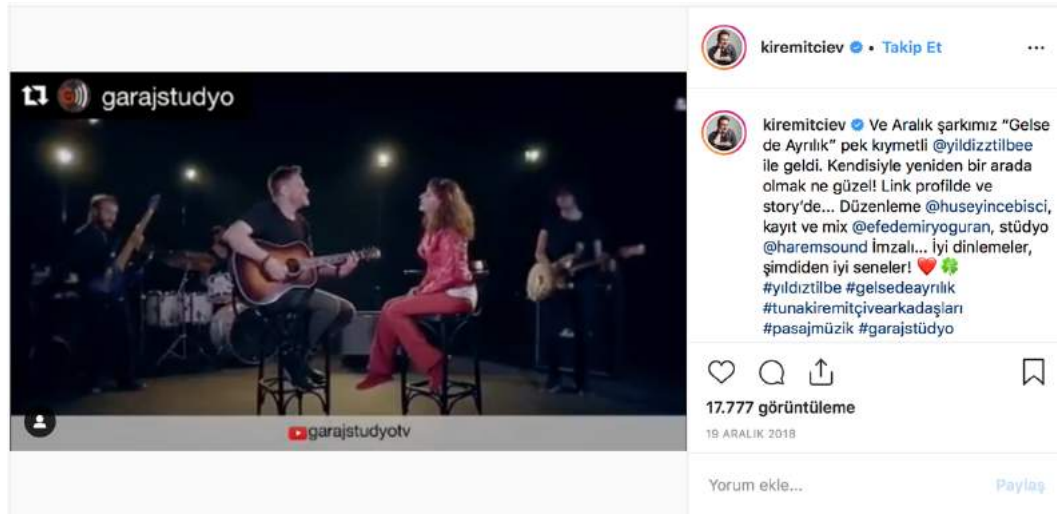 garajstudyo
garajstudyotv
kiremitciev • Takip Et
kiremitciev Ve Aralık şarkımız “Gelse
de Ayrılık” pek kıymetli @yildizztilbee
ile geldi. Kendisiyle yeniden bir arada
olmak ne güzel! Link profilde ve
story’de... Düzenleme @huseyincebisci,
kayıt ve mix @efedemiryoguran, stüdyo
@haremsound İmzalı... İyi dinlemeler,
şimdiden iyi seneler! ❤️ 🍀
#yıldıztilbe #gelsedeayrılık
#tunakiremitçivearkadaşları
#pasajmüzik #garajstüdyo
17.777 görüntüleme
19 ARALIK 2018
Yorum ekle... Paylaş